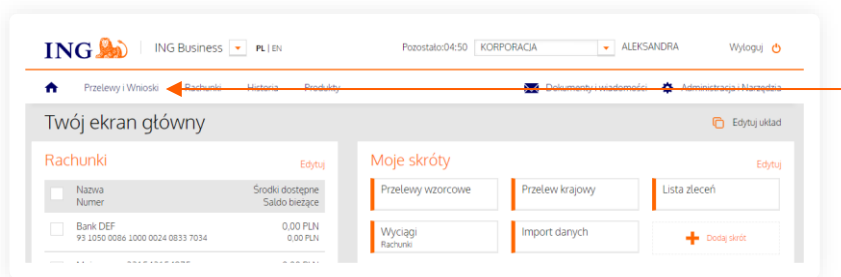 ING ING Business PL | EN Pozostało:04:50 KORPORACJA ALEKSANDRA Wyloguj
Przelewy i Wnioski Rachunki Historia Produkty Dokumenty i wiadomości Administracja i Narzędzia
Twój ekran główny Edytuj układ
Rachunki Edytuj
Nazwa Środki dostępne
Numer Saldo bieżące
Bank DEF 0,00 PLN
93 1050 0086 1000 0024 0833 7034 0,00 PLN
Moje skróty Edytuj
Przelewy wzorcowe Przelew krajowy Lista zleceń
Wyciągi Import danych Dodaj skrót
Rachunki